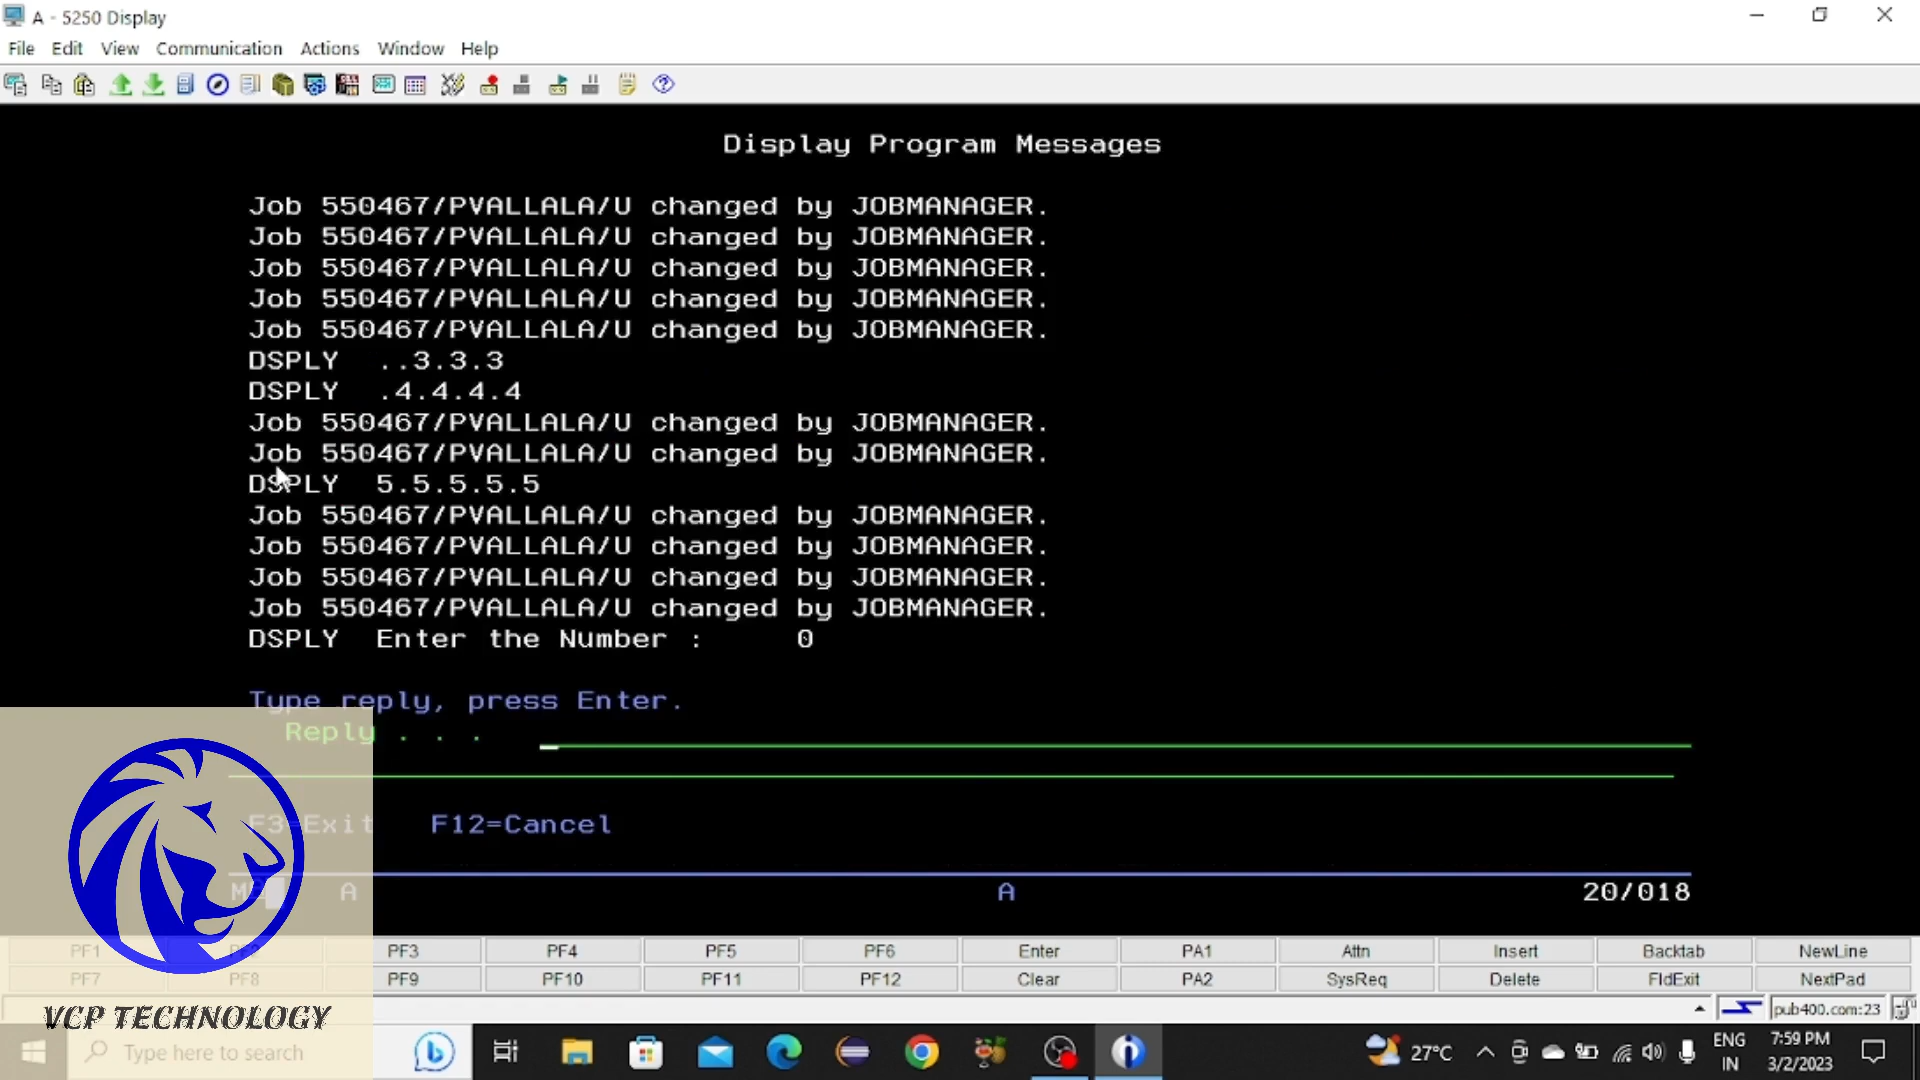 A - 5250 Display
File Edit View Communication Actions Window Help
Display Program Messages
Job 550467/PVALLALA/U changed by JOBMANAGER.
Job 550467/PVALLALA/U changed by JOBMANAGER.
Job 550467/PVALLALA/U changed by JOBMANAGER.
Job 550467/PVALLALA/U changed by JOBMANAGER.
Job 550467/PVALLALA/U changed by JOBMANAGER.
DSPLY ..3.3.3
DSPLY .4.4.4.4
Job 550467/PVALLALA/U changed by JOBMANAGER.
Job 550467/PVALLALA/U changed by JOBMANAGER.
DSPLY 5.5.5.5.5
Job 550467/PVALLALA/U changed by JOBMANAGER.
Job 550467/PVALLALA/U changed by JOBMANAGER.
Job 550467/PVALLALA/U changed by JOBMANAGER.
Job 550467/PVALLALA/U changed by JOBMANAGER.
DSPLY Enter the Number : 0
Type reply, press Enter.
Reply . . .
F3=Exit F12=Cancel
A A 20/018
PF1 PF2 PF3 PF4 PF5 PF6 Enter PA1 Attn Insert Backtab NewLine
PF7 PF8 PF9 PF10 PF11 PF12 Clear PA2 SysReq Delete FldExit NextPad
pub400.com:23
VCP TECHNOLOGY
Type here to search
27°C
ENG
IN
7:59 PM
3/2/2023